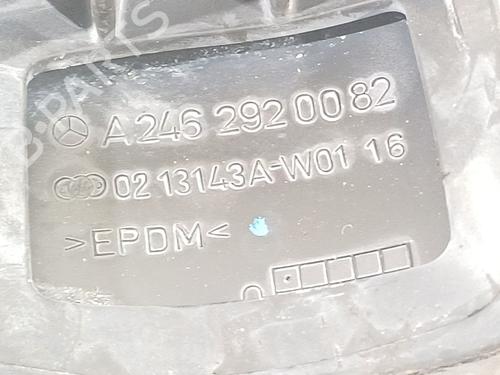 A 246 292 00 82
02 13143A-W01 16
>EPDM<
B-PARTS